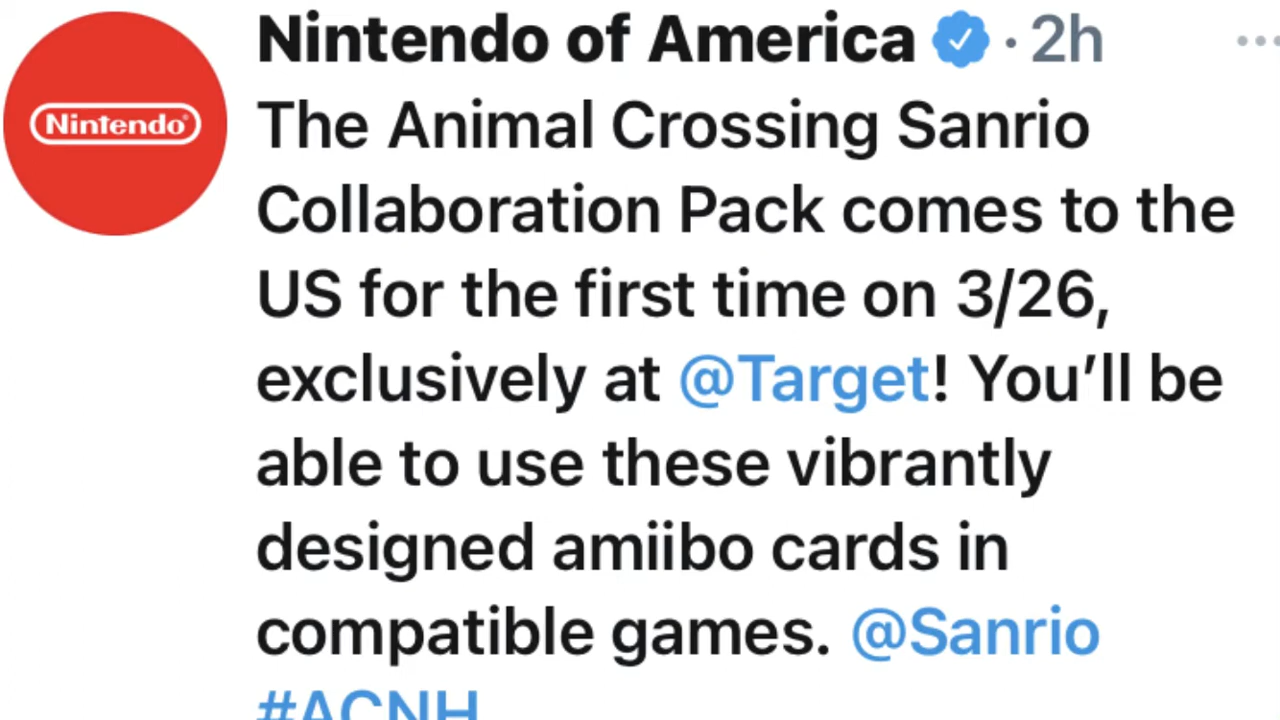 Nintendo
Nintendo of America · 2h
The Animal Crossing Sanrio
Collaboration Pack comes to the
US for the first time on 3/26,
exclusively at @Target! You’ll be
able to use these vibrantly
designed amiibo cards in
compatible games. @Sanrio
#ACNH